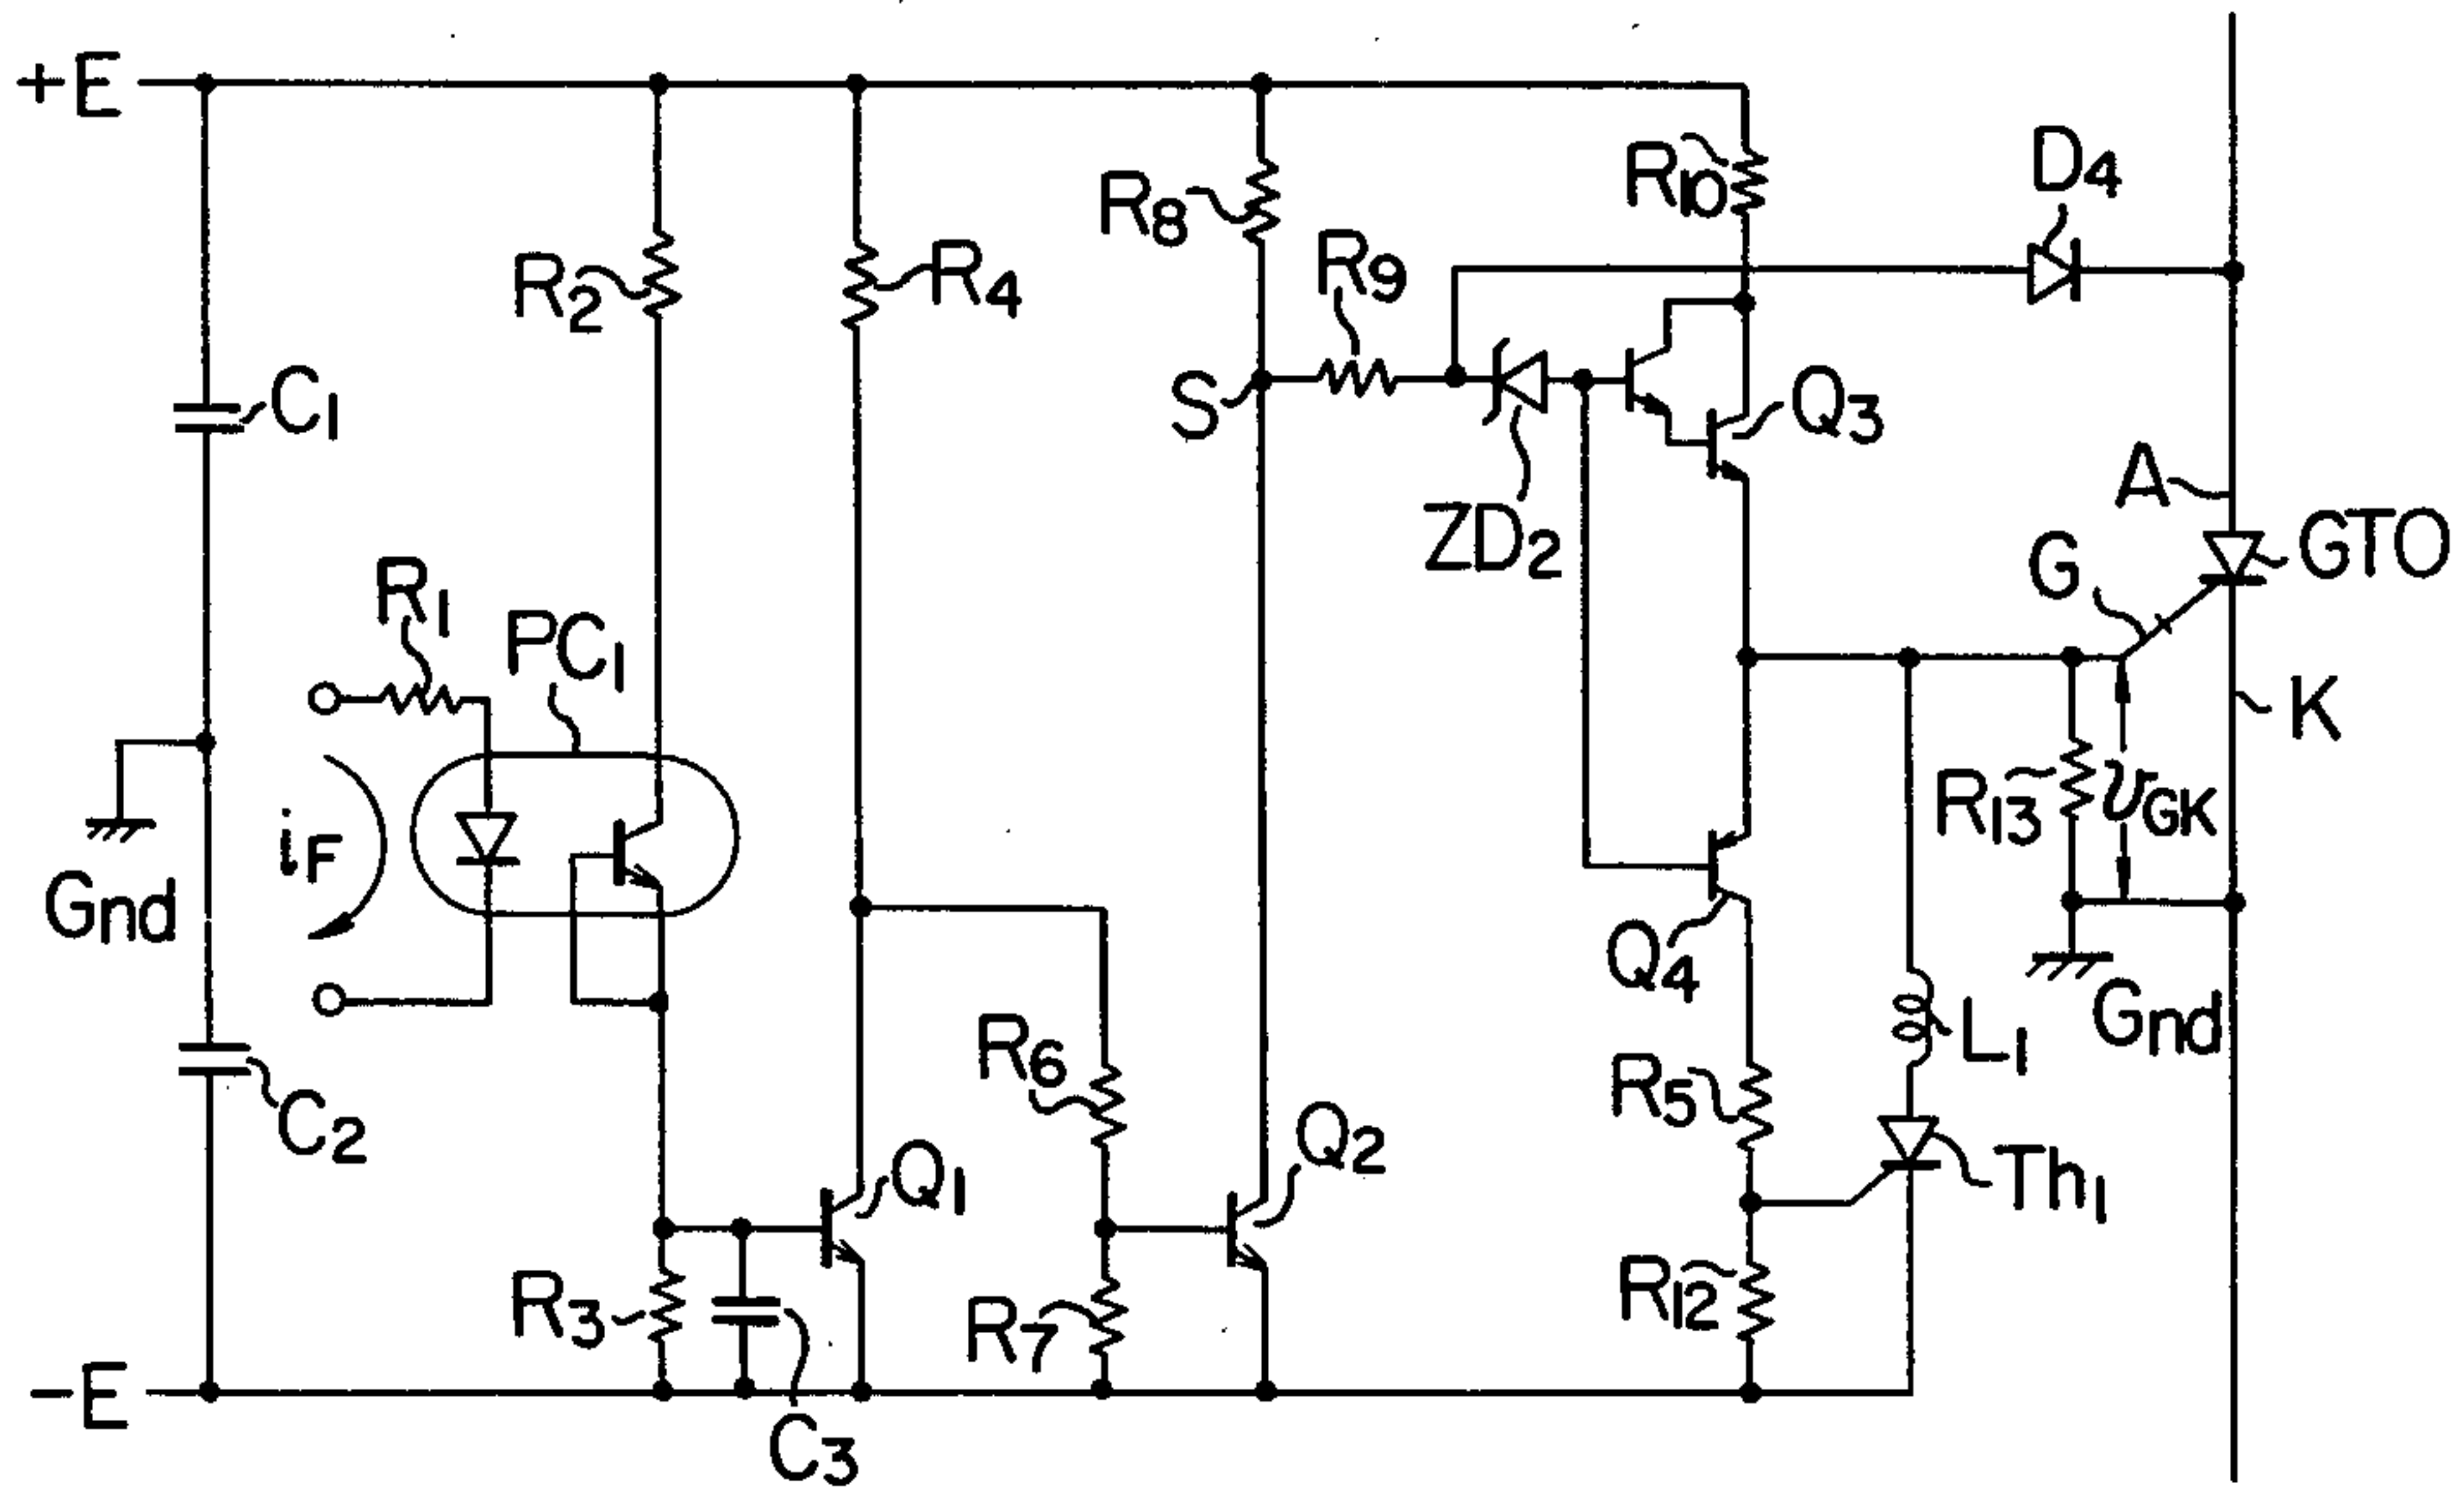 +E
D4
R10
R8
R9
R2
R4
C1
S
Q3
ZD2
A
GTO
G
R1
PC1
K
R13
vGK
iF
Gnd
Q4
Gnd
L1
R6
R5
C2
Q2
Q1
Th1
R3
R7
R12
-E
C3